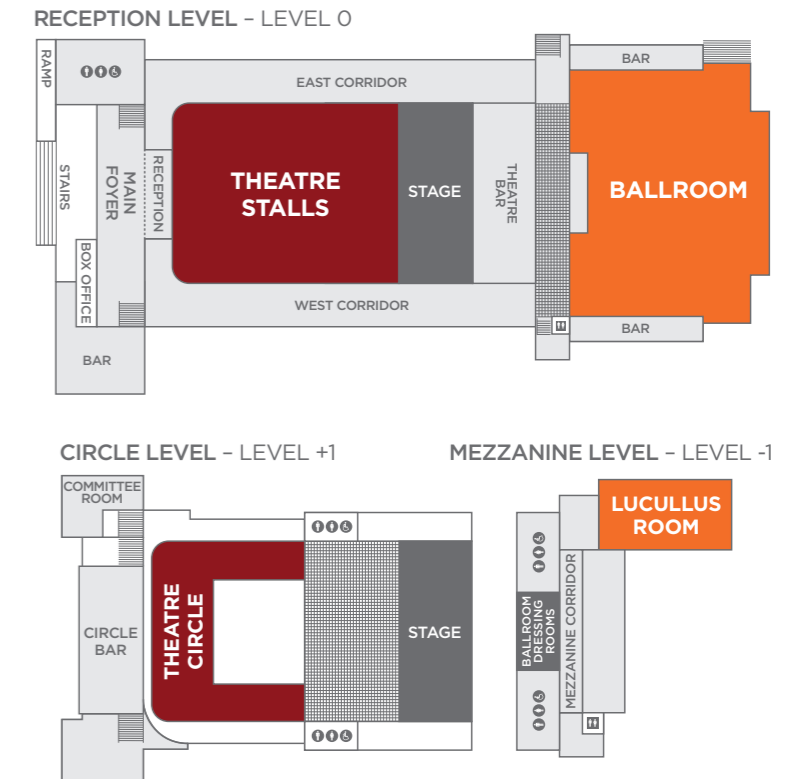 RECEPTION LEVEL – LEVEL 0
RAMP
BAR
EAST CORRIDOR
STAIRS
MAIN
FOYER
RECEPTION
THEATRE
STALLS
STAGE
THEATRE
BAR
BALLROOM
BOX OFFICE
WEST CORRIDOR
BAR
BAR
CIRCLE LEVEL – LEVEL +1
COMMITTEE
ROOM
CIRCLE
BAR
THEATRE
CIRCLE
STAGE
MEZZANINE LEVEL – LEVEL -1
LUCULLUS
ROOM
BALLROOM
DRESSING
ROOMS
MEZZANINE CORRIDOR